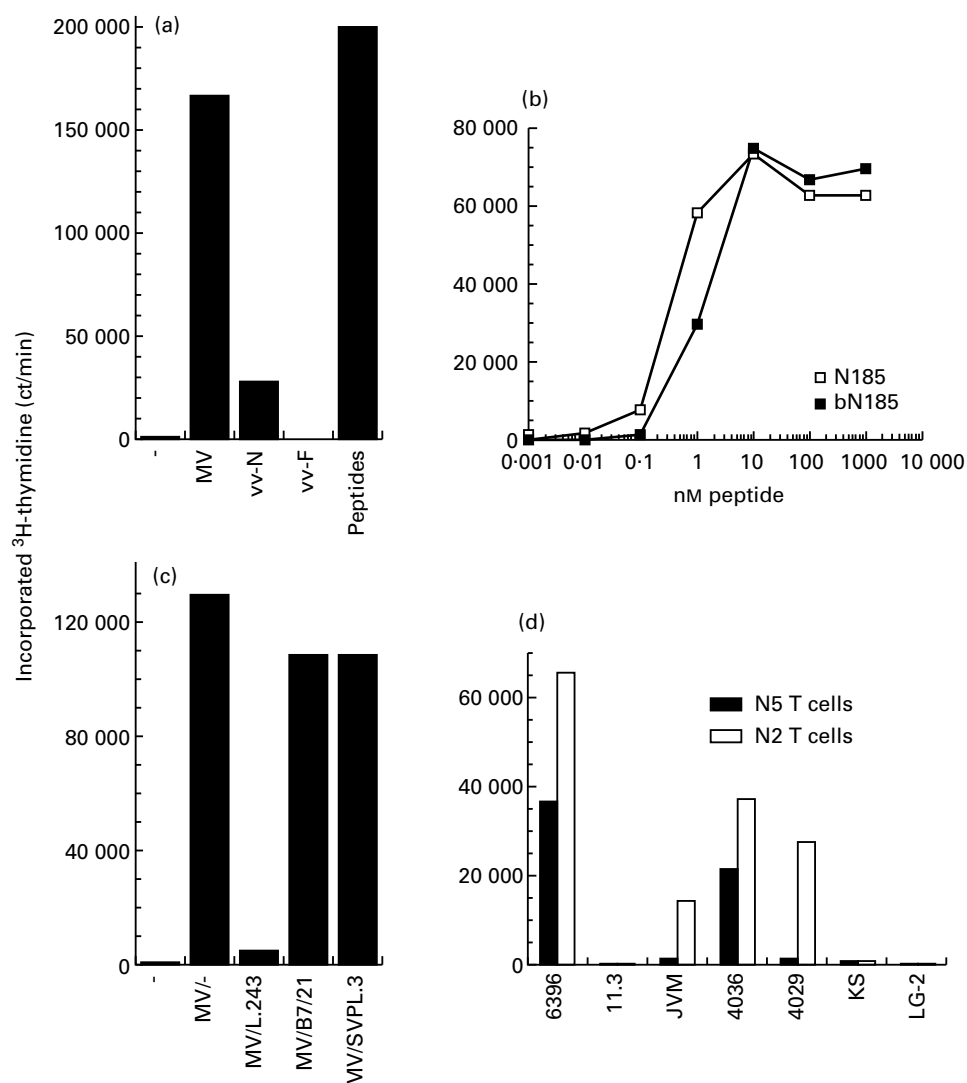 Incorporated ³H-thymidine (ct/min)
(a)
200 000
150 000
100 000
50 000
0
-
MV
vv-N
vv-F
Peptides
(b)
80 000
60 000
40 000
20 000
0
0·001 0·01 0·1 1 10 100 1000 10 000
nM peptide
N185
bN185
(c)
120 000
80 000
40 000
0
-
MV/-
MV/L.243
MV/B7/21
MV/SVPL.3
(d)
60 000
40 000
20 000
0
N5 T cells
N2 T cells
6396
11.3
JVM
4036
4029
KS
LG-2